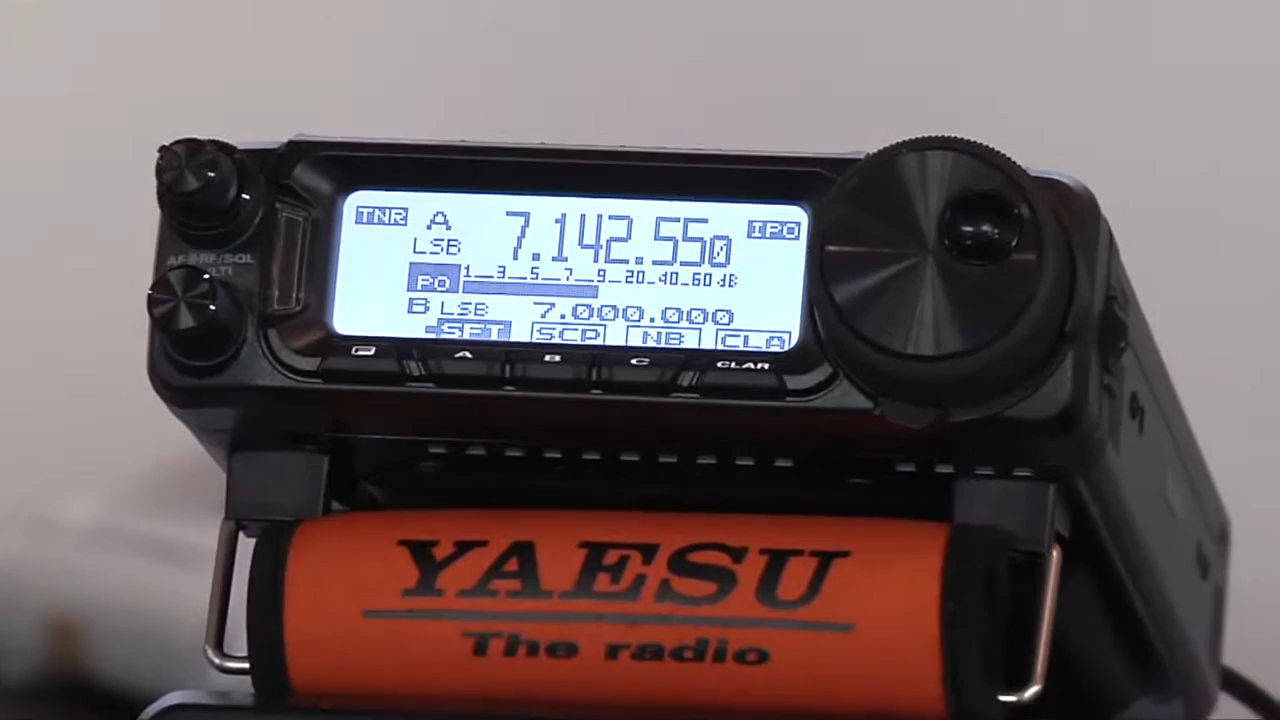 TNR A 7.142.550 IPO
LSB
PO 1 3 5 7 9 20 40 60 dB
B LSB 7.000.000
SFT SCP NB CLA
AF RF/SQL
A B C CLAR
YAESU
The radio